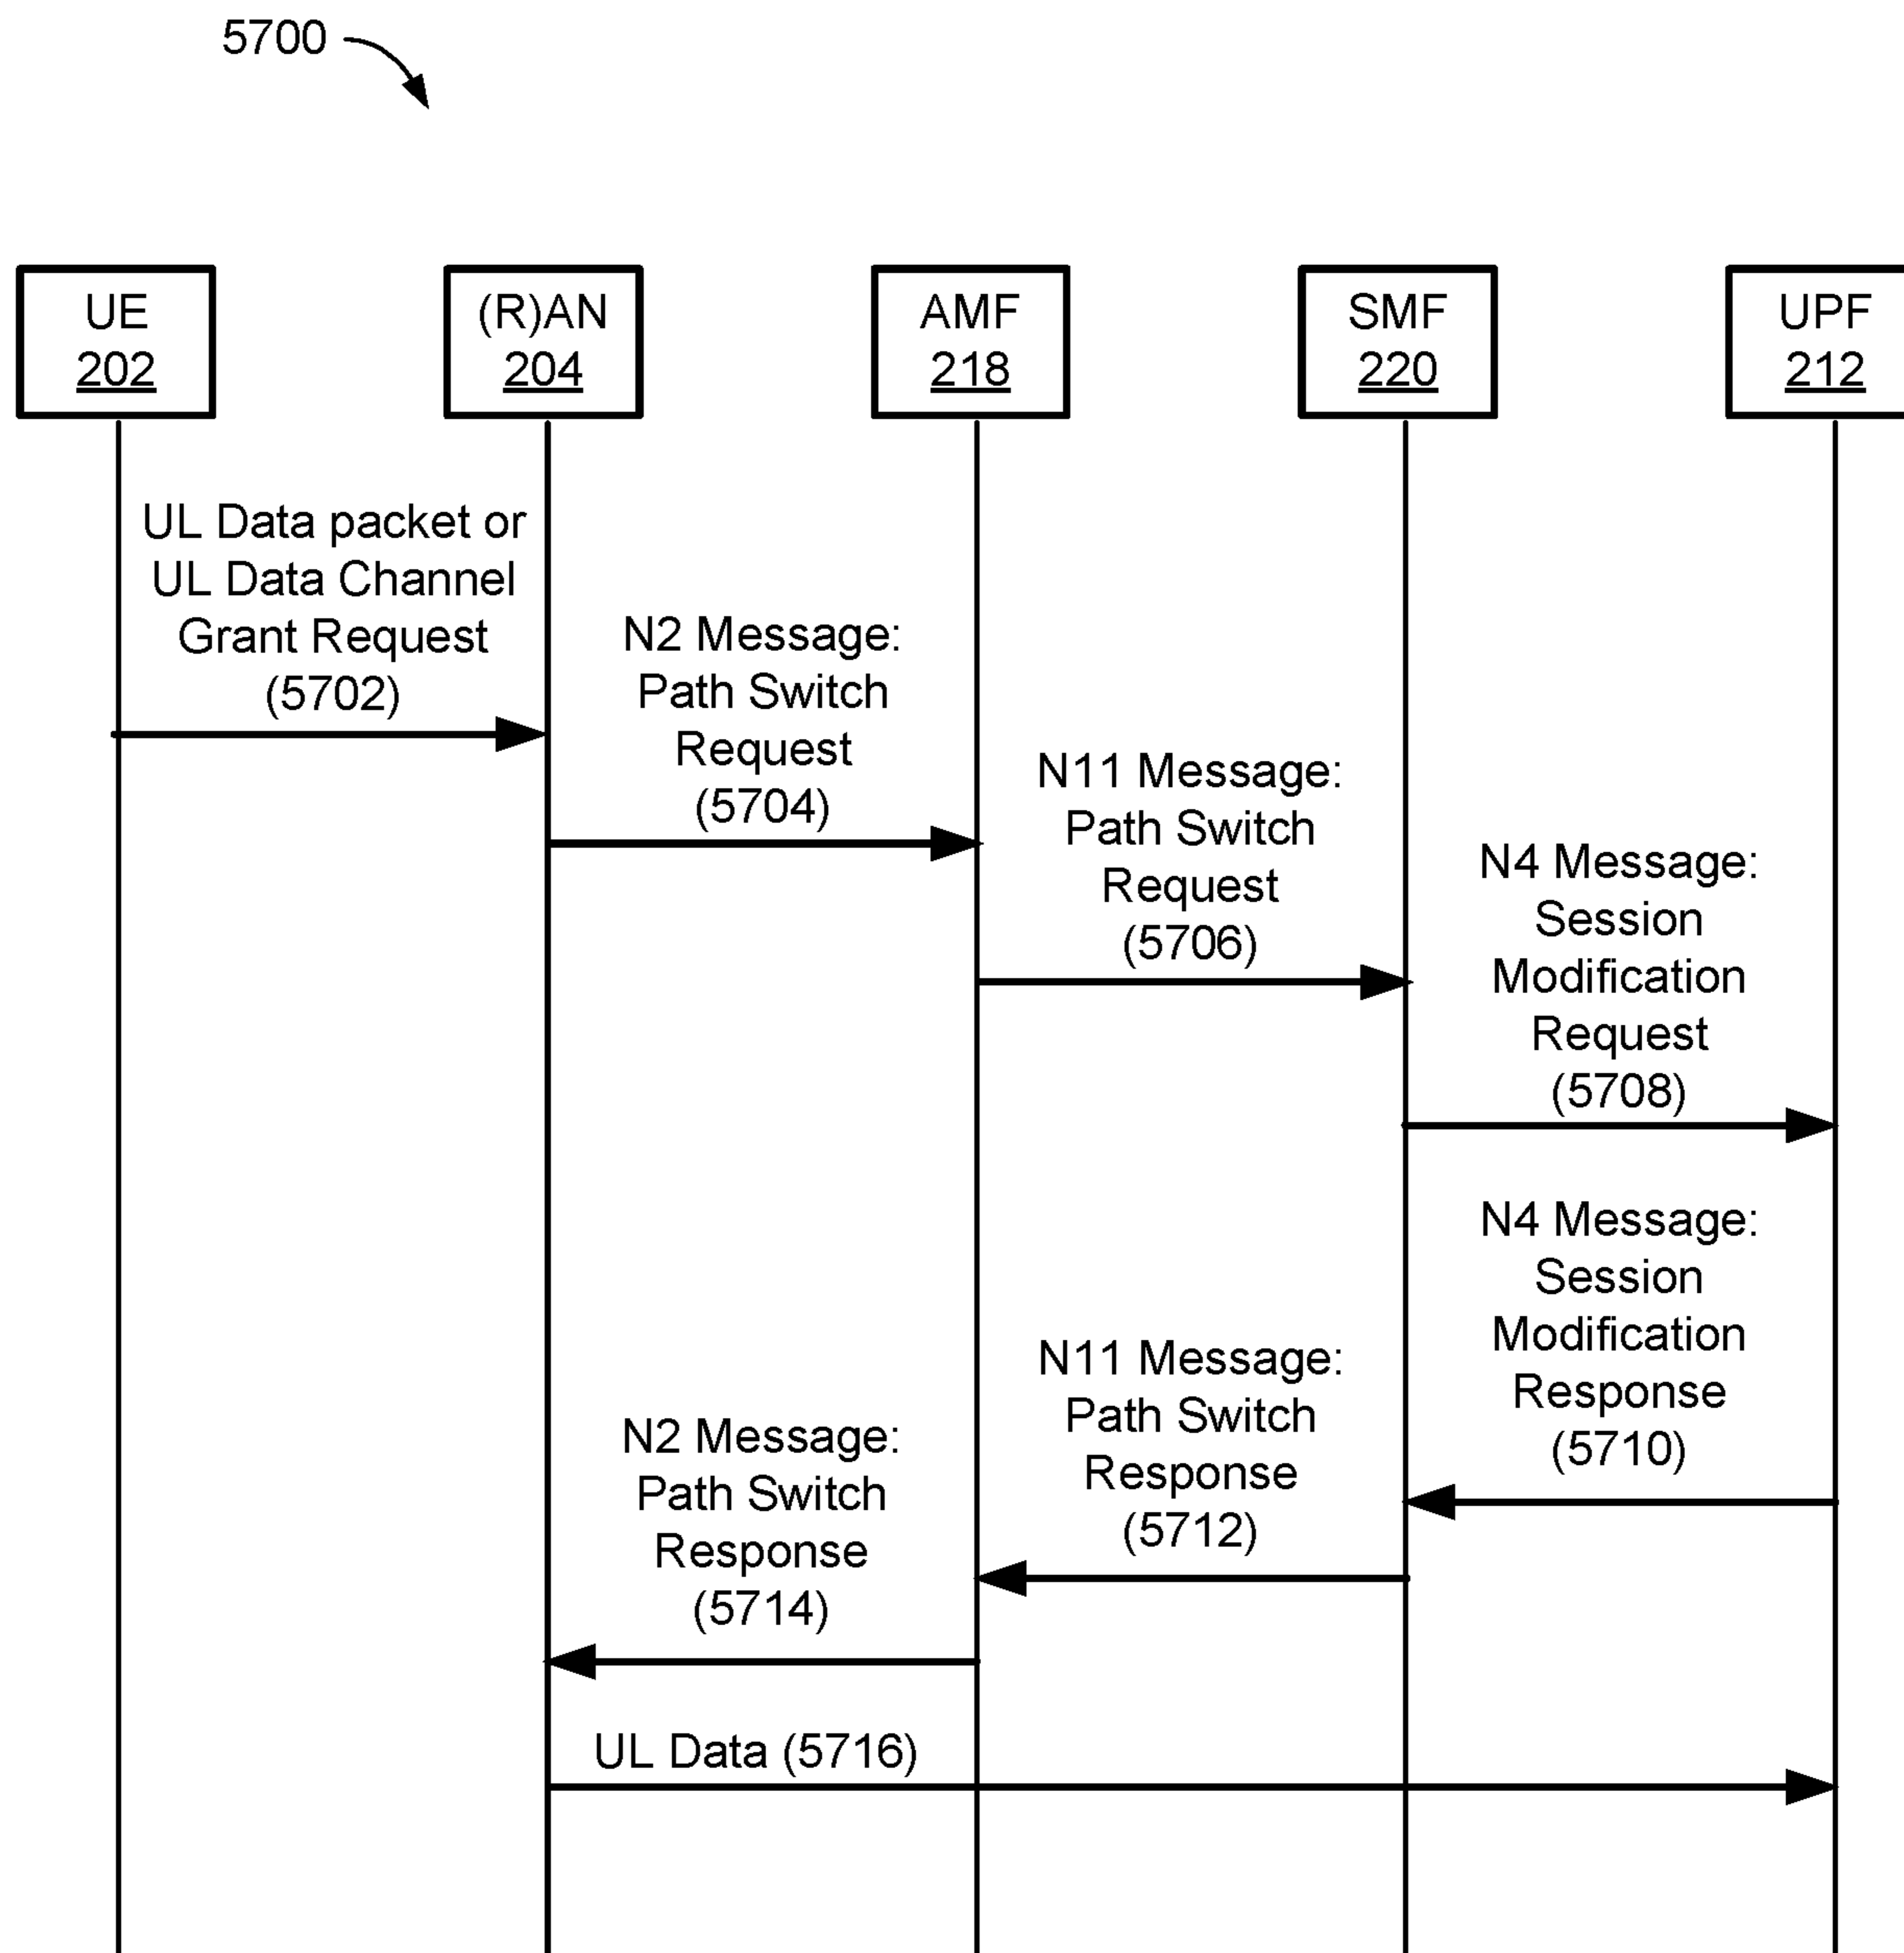 5700
UE
202
(R)AN
204
AMF
218
SMF
220
UPF
212
UL Data packet or
UL Data Channel
Grant Request
(5702)
N2 Message:
Path Switch
Request
(5704)
N11 Message:
Path Switch
Request
(5706)
N4 Message:
Session
Modification
Request
(5708)
N4 Message:
Session
Modification
Response
(5710)
N11 Message:
Path Switch
Response
(5712)
N2 Message:
Path Switch
Response
(5714)
UL Data (5716)